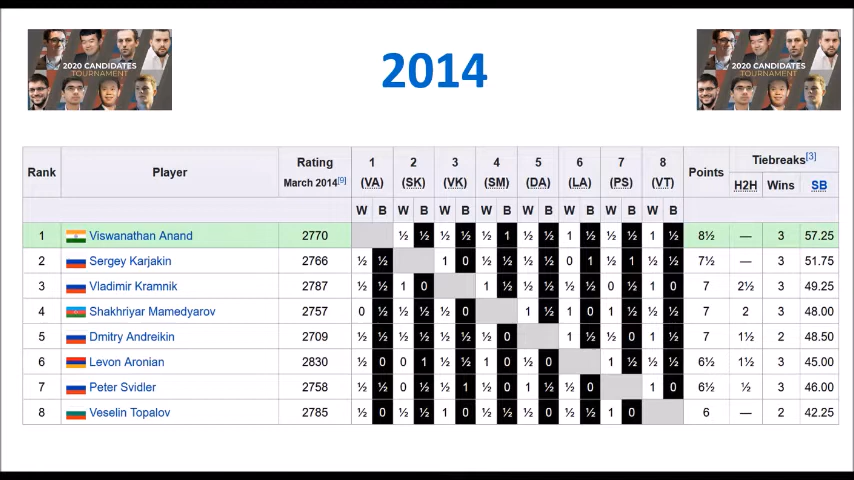 2020 CANDIDATES
TOURNAMENT
2014
2020 CANDIDATES
TOURNAMENT
Rank Player Rating March 2014[9] 1 (VA) 2 (SK) 3 (VK) 4 (SM) 5 (DA) 6 (LA) 7 (PS) 8 (VT) Points Tiebreaks[3]
H2H Wins SB
W B W B W B W B W B W B W B W B
1 Viswanathan Anand 2770 ½ ½ ½ ½ ½ 1 ½ ½ 1 ½ ½ ½ 1 ½ 8½ — 3 57.25
2 Sergey Karjakin 2766 ½ ½ 1 0 ½ ½ ½ ½ 0 1 ½ 1 ½ ½ 7½ — 3 51.75
3 Vladimir Kramnik 2787 ½ ½ 1 0 1 ½ ½ ½ ½ ½ 0 ½ 1 0 7 2½ 3 49.25
4 Shakhriyar Mamedyarov 2757 0 ½ ½ ½ ½ 0 1 ½ 1 0 1 ½ ½ ½ 7 2 3 48.00
5 Dmitry Andreikin 2709 ½ ½ ½ ½ ½ ½ ½ 0 1 ½ ½ 0 1 ½ 7 1½ 2 48.50
6 Levon Aronian 2830 ½ 0 0 1 ½ ½ 1 0 ½ 0 1 ½ ½ ½ 6½ 1½ 3 45.00
7 Peter Svidler 2758 ½ ½ 0 ½ ½ 1 ½ 0 1 ½ ½ 0 1 0 6½ ½ 3 46.00
8 Veselin Topalov 2785 ½ 0 ½ ½ 1 0 ½ ½ ½ 0 ½ ½ 1 0 6 — 2 42.25